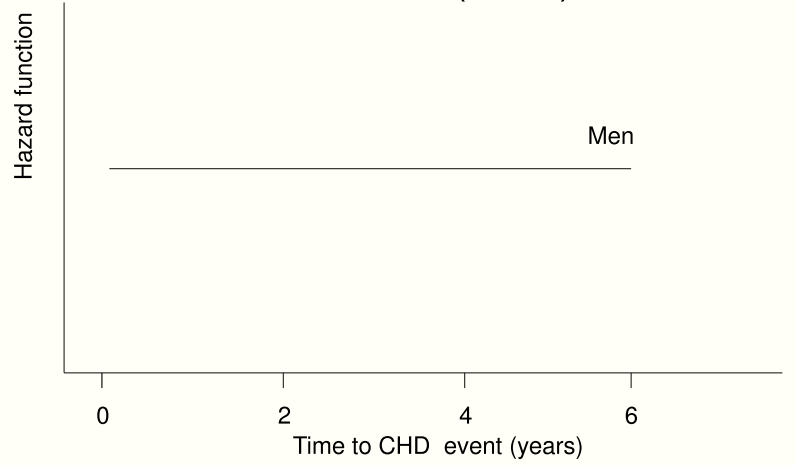 Hazard function
Men
0 2 4 6
Time to CHD event (years)